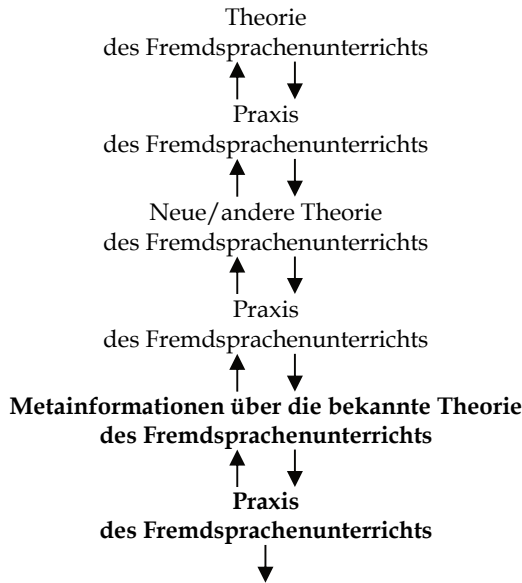 Theorie
des Fremdsprachenunterrichts
Praxis
des Fremdsprachenunterrichts
Neue/andere Theorie
des Fremdsprachenunterrichts
Praxis
des Fremdsprachenunterrichts
Metainformationen über die bekannte Theorie
des Fremdsprachenunterrichts
Praxis
des Fremdsprachenunterrichts